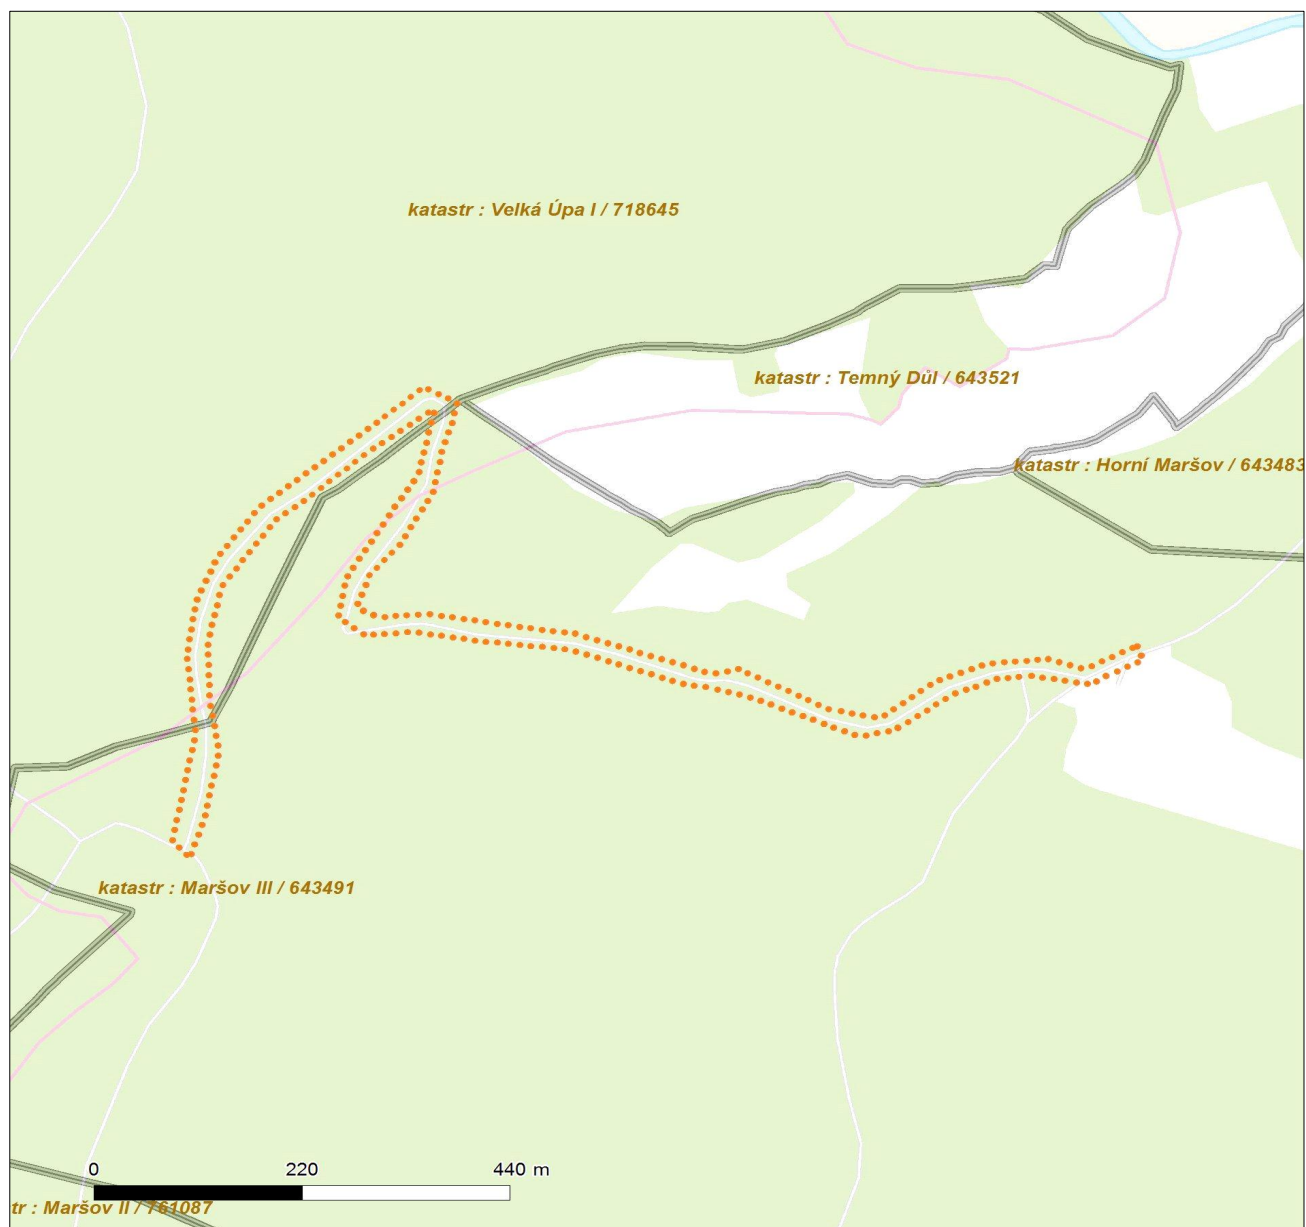 katastr : Velká Úpa I / 718645
katastr : Temný Důl / 643521
katastr : Horní Maršov / 643483
katastr : Maršov III / 643491
0 220 440 m
tr : Maršov II / 761087